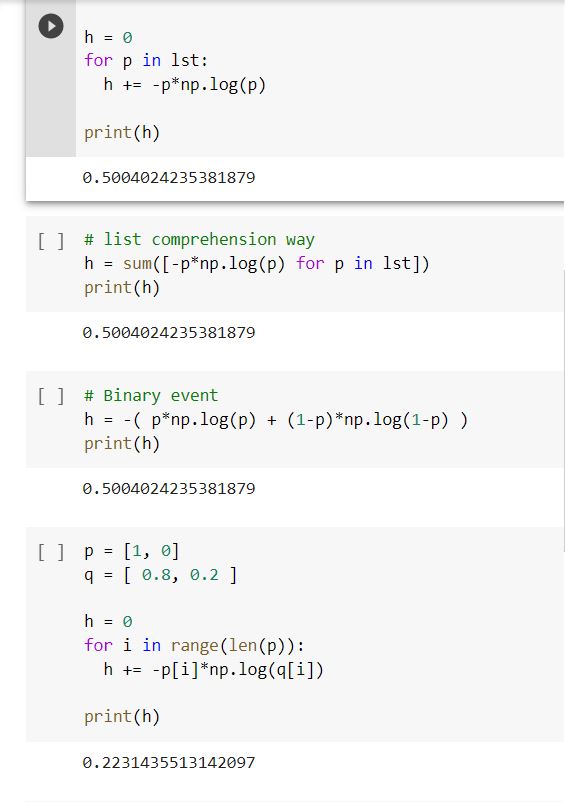 h = 0
for p in lst:
  h += -p*np.log(p)
print(h)
0.5004024235381879
[ ] # list comprehension way
h = sum([-p*np.log(p) for p in lst])
print(h)
0.5004024235381879
[ ] # Binary event
h = -( p*np.log(p) + (1-p)*np.log(1-p) )
print(h)
0.5004024235381879
[ ] p = [1, 0]
q = [ 0.8, 0.2 ]
h = 0
for i in range(len(p)):
  h += -p[i]*np.log(q[i])
print(h)
0.2231435513142097